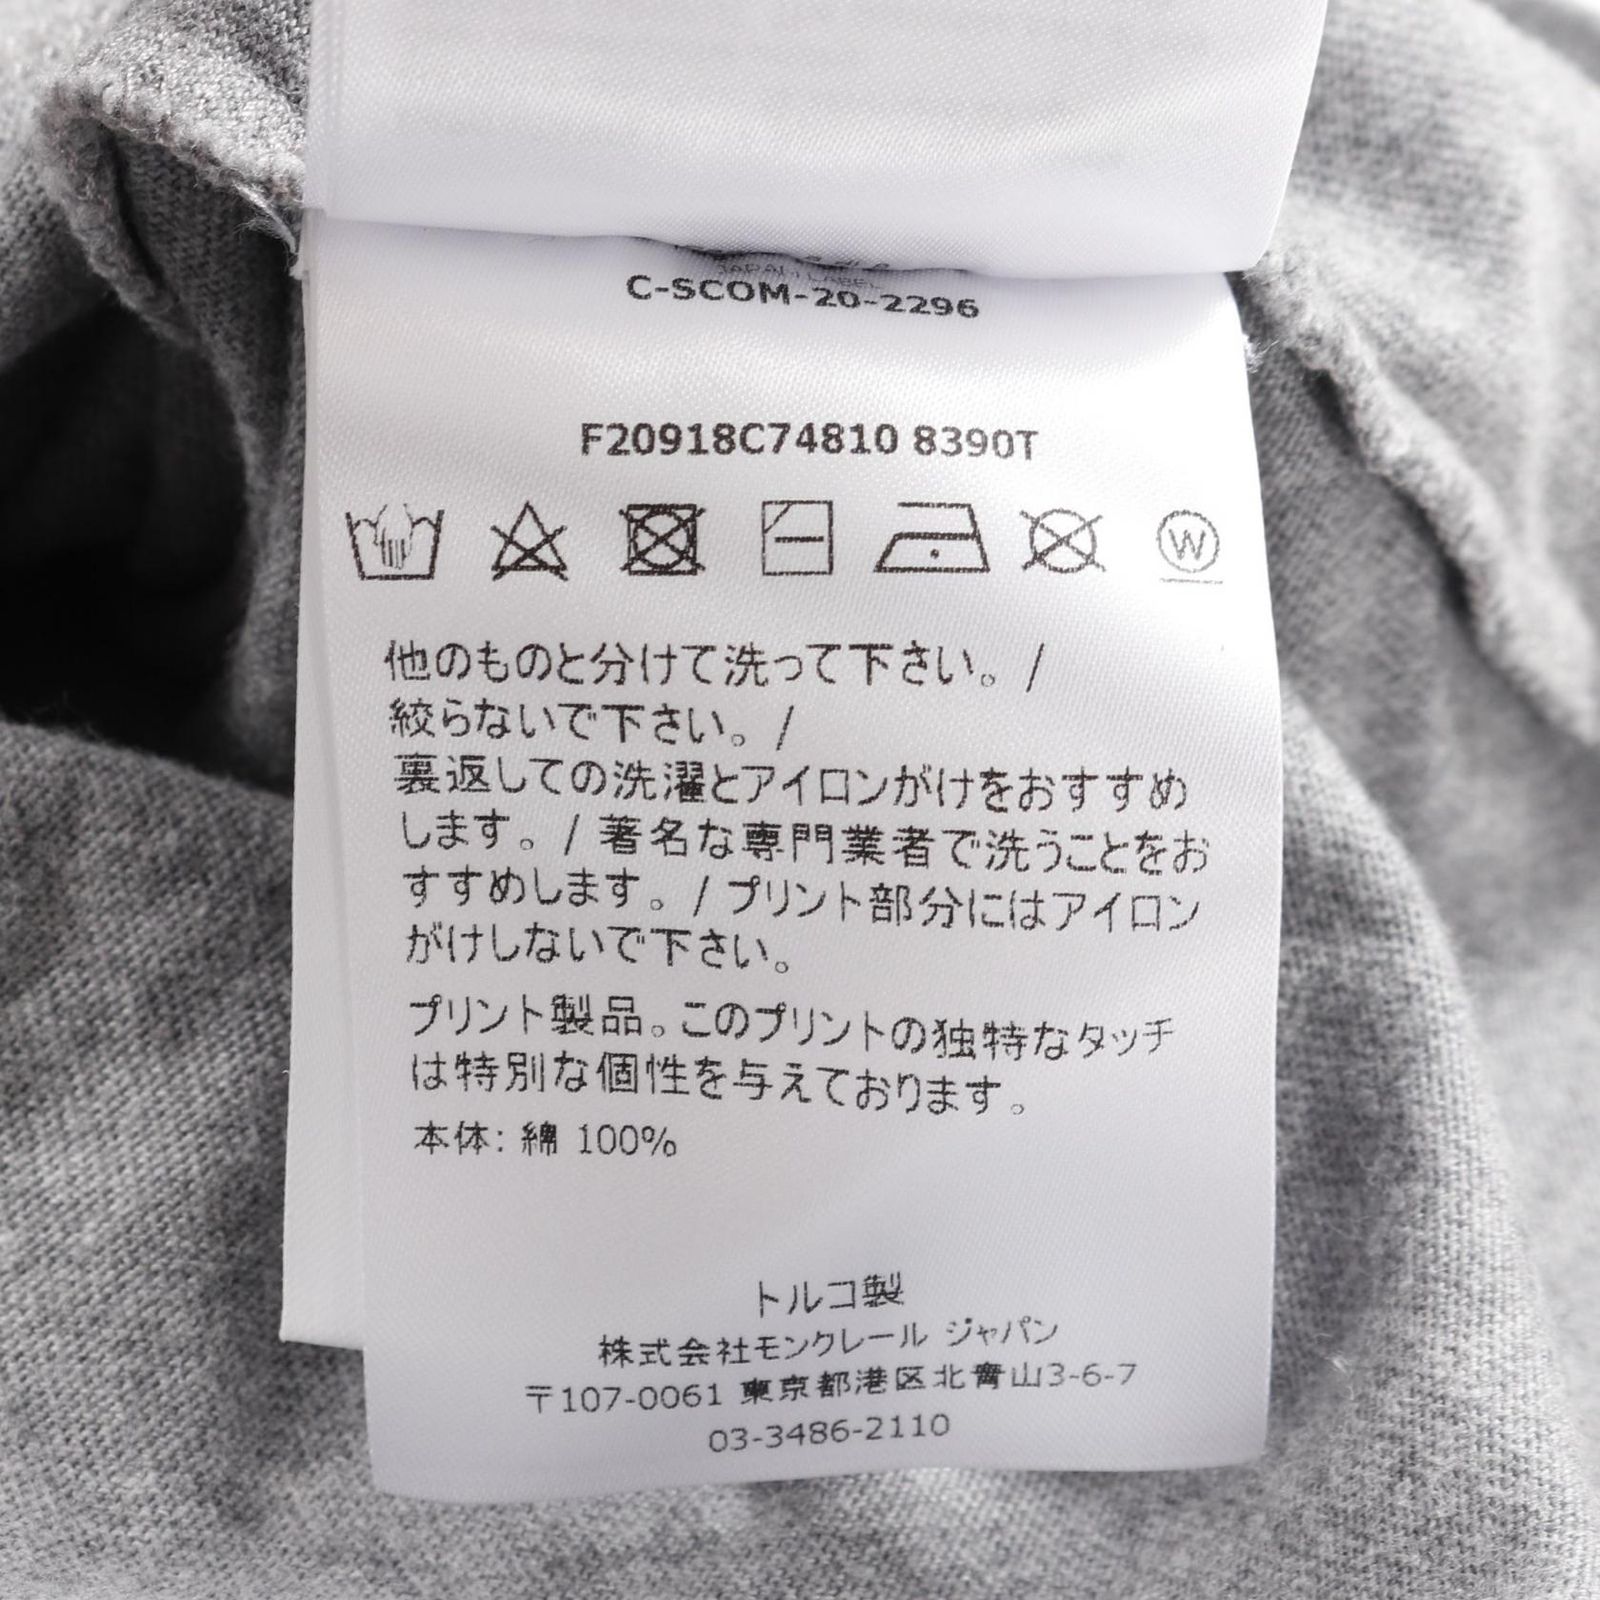 JAPAN LABEL
C-SCOM-20-2296
F20918C74810 8390T
W
他のものと分けて洗って下さい。/
絞らないで下さい。/
裏返しての洗濯とアイロンがけをおすすめ
します。/ 著名な専門業者で洗うことをお
すすめします。/ プリント部分にはアイロン
がけしないで下さい。
プリント製品。このプリントの独特なタッチ
は特別な個性を与えております。
本体: 綿 100%
トルコ製
株式会社モンクレール ジャパン
〒107-0061 東京都港区北青山3-6-7
03-3486-2110